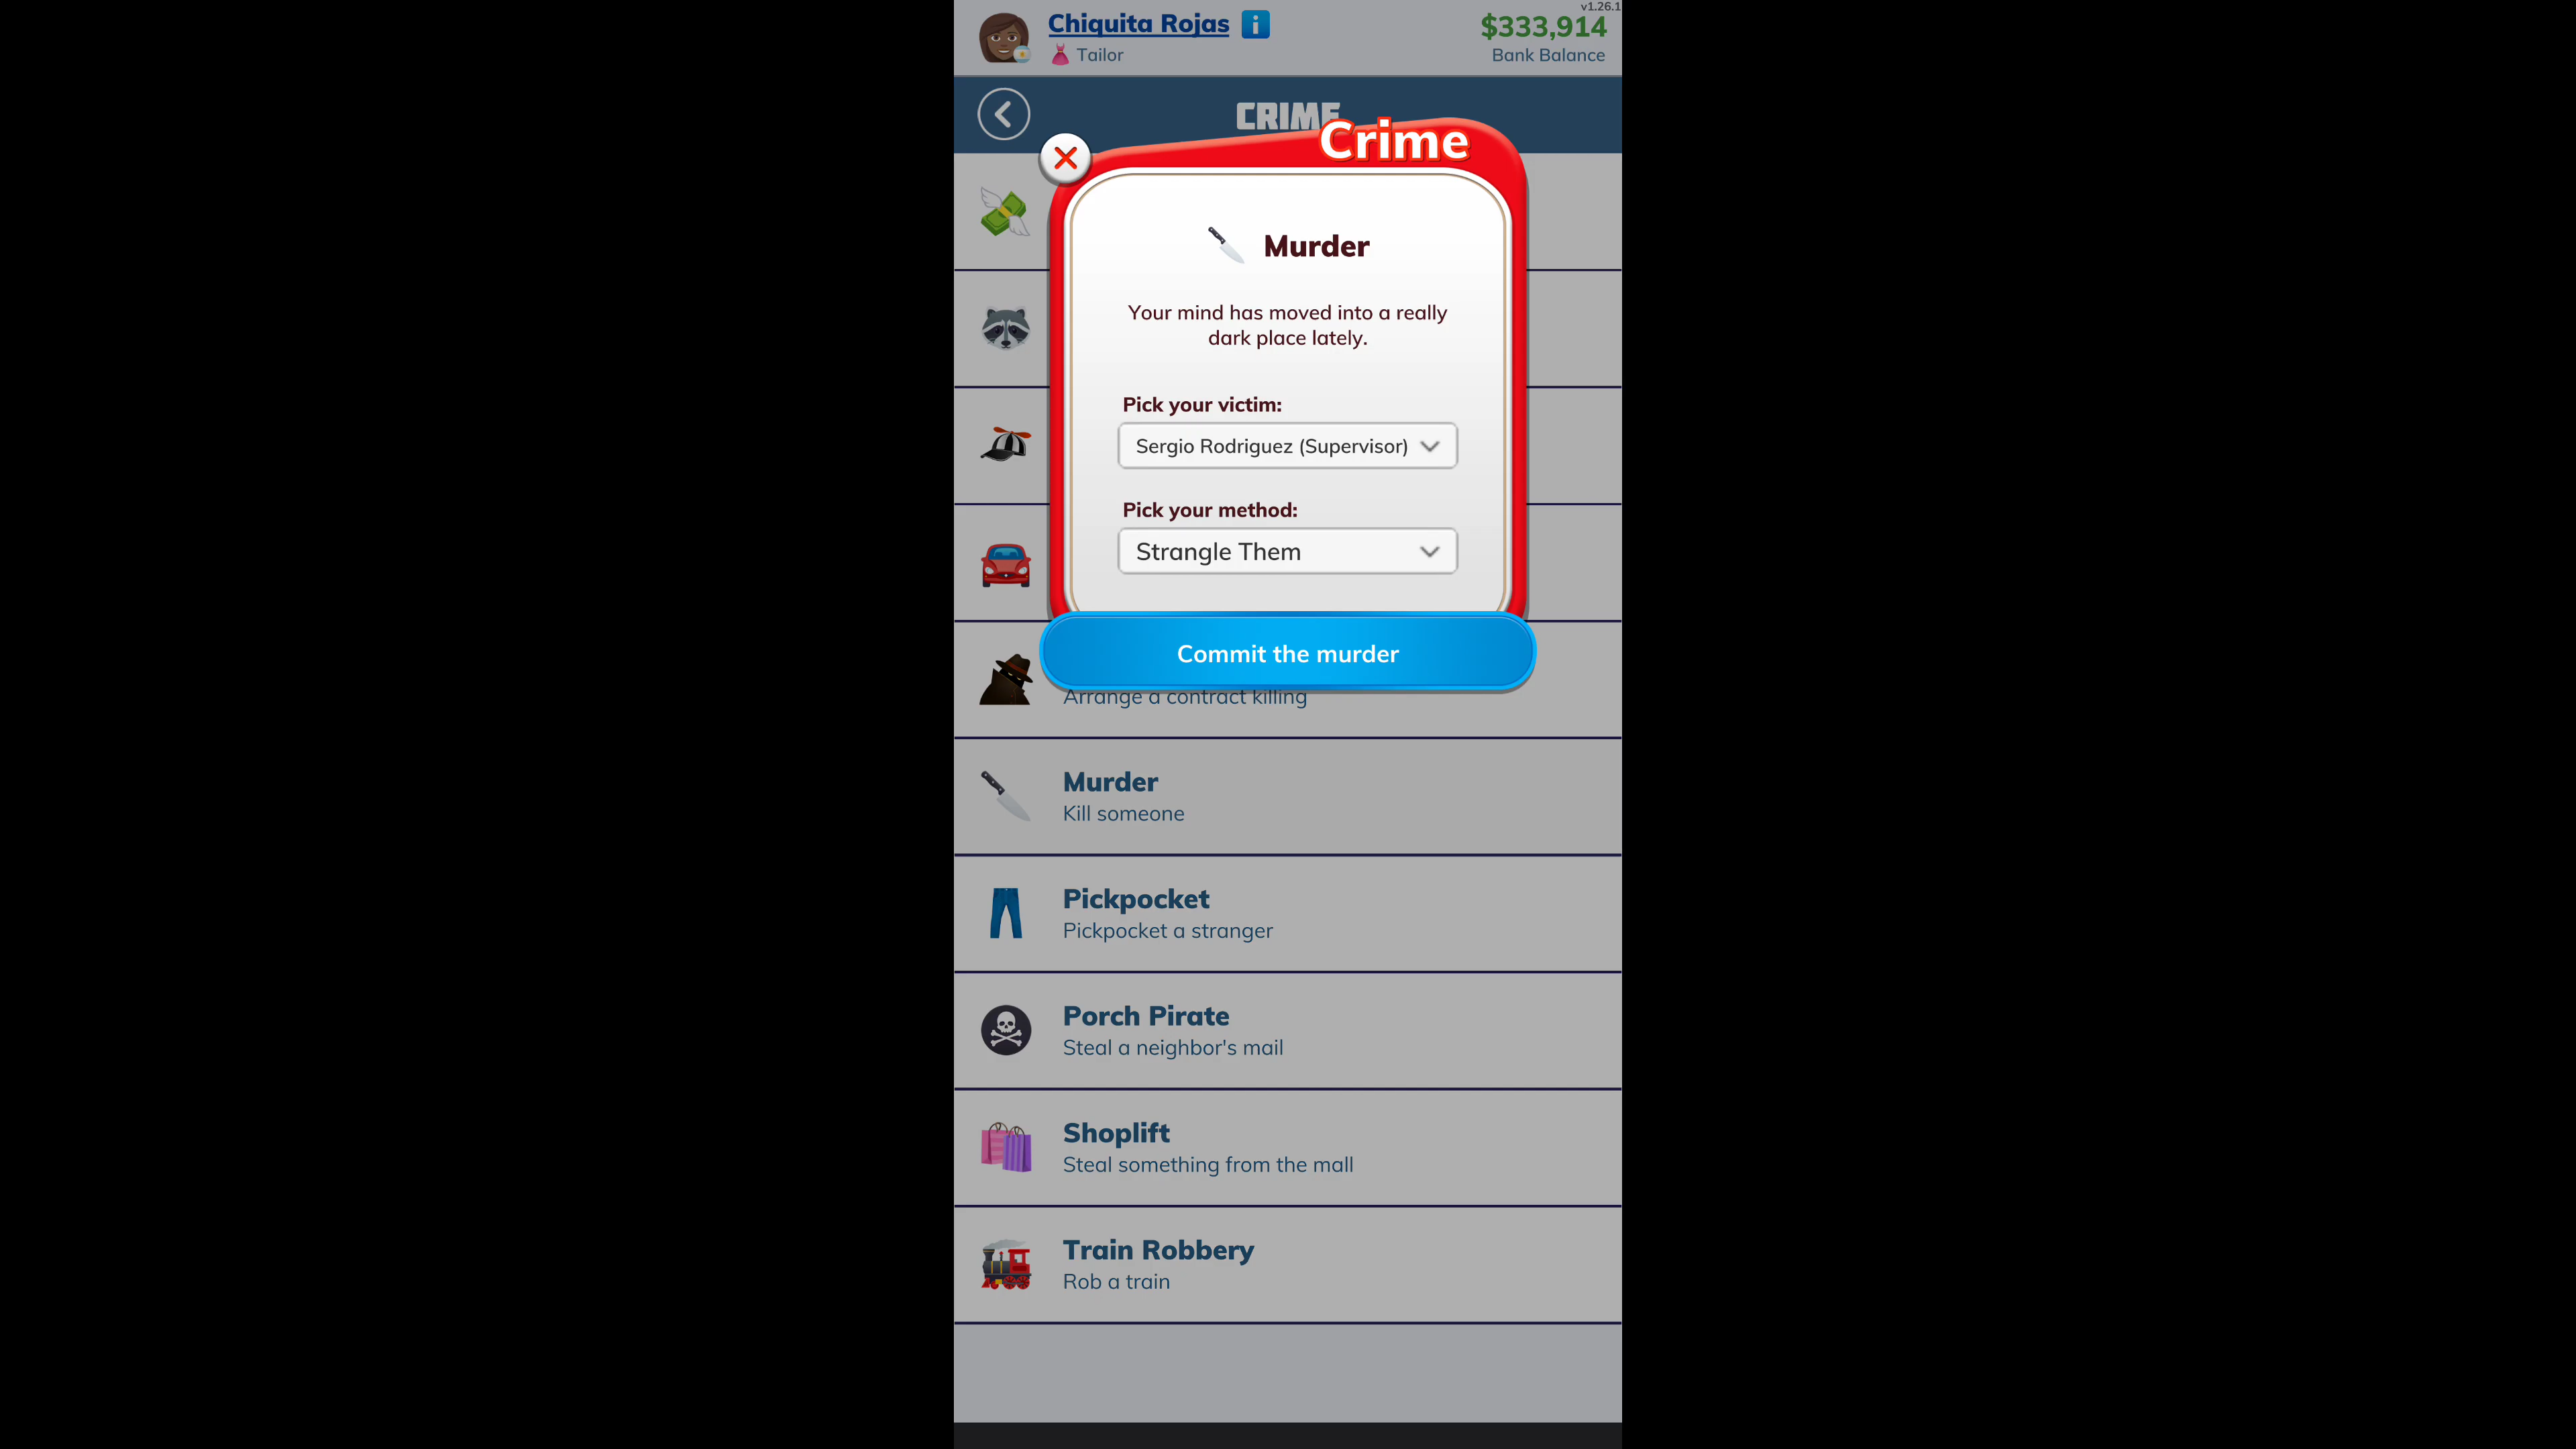 v1.26.1
Chiquita Rojas
$333,914
Tailor
Bank Balance
CRIME
Crime
Murder
Your mind has moved into a really
dark place lately.
Pick your victim:
Sergio Rodriguez (Supervisor)
Pick your method:
Strangle Them
Commit the murder
Arrange a contract killing
Murder
Kill someone
Pickpocket
Pickpocket a stranger
Porch Pirate
Steal a neighbor's mail
Shoplift
Steal something from the mall
Train Robbery
Rob a train